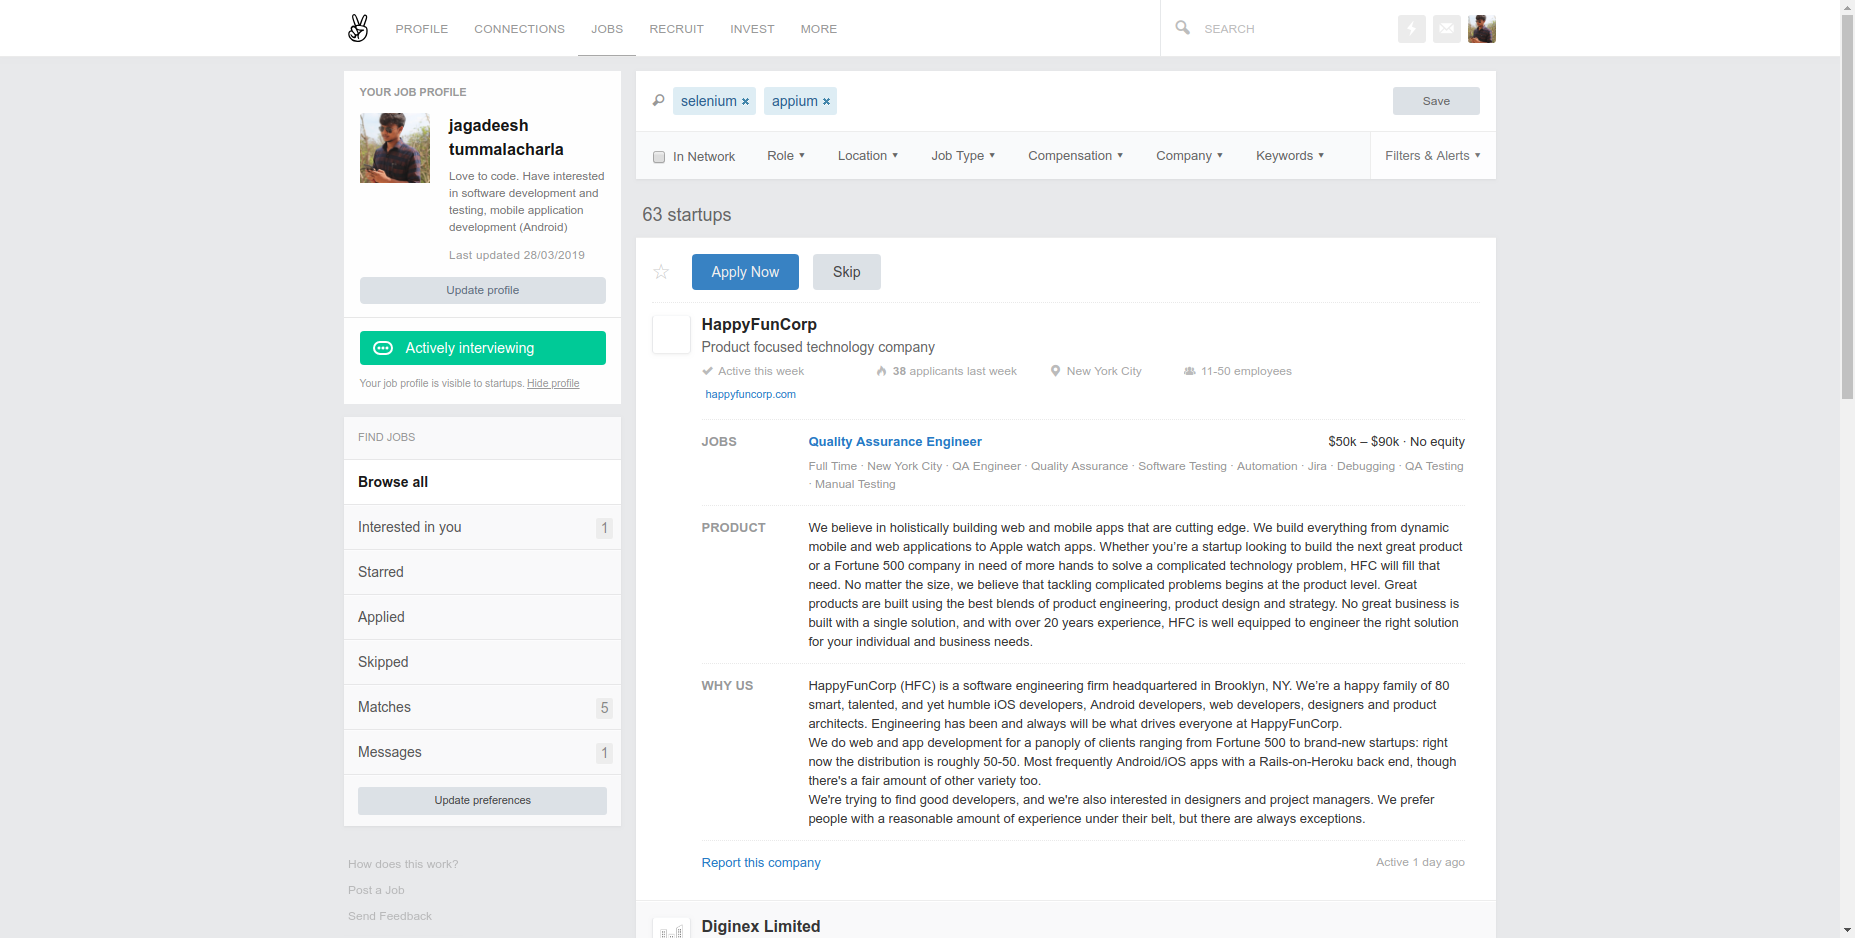 PROFILE CONNECTIONS JOBS RECRUIT INVEST MORE SEARCH
YOUR JOB PROFILE
jagadeesh
tummalacharla
Love to code. Have interested
in software development and
testing, mobile application
development (Android)
Last updated 28/03/2019
Update profile
Actively interviewing
Your job profile is visible to startups. Hide profile
FIND JOBS
Browse all
Interested in you 1
Starred
Applied
Skipped
Matches 5
Messages 1
Update preferences
How does this work?
Post a Job
Send Feedback
selenium × appium × Save
In Network Role ▾ Location ▾ Job Type ▾ Compensation ▾ Company ▾ Keywords ▾ Filters & Alerts ▾
63 startups
Apply Now Skip
HappyFunCorp
Product focused technology company
Active this week 38 applicants last week New York City 11-50 employees
happyfuncorp.com
JOBS Quality Assurance Engineer $50k – $90k · No equity
Full Time · New York City · QA Engineer · Quality Assurance · Software Testing · Automation · Jira · Debugging · QA Testing
· Manual Testing
PRODUCT We believe in holistically building web and mobile apps that are cutting edge. We build everything from dynamic
mobile and web applications to Apple watch apps. Whether you're a startup looking to build the next great product
or a Fortune 500 company in need of more hands to solve a complicated technology problem, HFC will fill that
need. No matter the size, we believe that tackling complicated problems begins at the product level. Great
products are built using the best blends of product engineering, product design and strategy. No great business is
built with a single solution, and with over 20 years experience, HFC is well equipped to engineer the right solution
for your individual and business needs.
WHY US HappyFunCorp (HFC) is a software engineering firm headquartered in Brooklyn, NY. We're a happy family of 80
smart, talented, and yet humble iOS developers, Android developers, web developers, designers and product
architects. Engineering has been and always will be what drives everyone at HappyFunCorp.
We do web and app development for a panoply of clients ranging from Fortune 500 to brand-new startups: right
now the distribution is roughly 50-50. Most frequently Android/iOS apps with a Rails-on-Heroku back end, though
there's a fair amount of other variety too.
We're trying to find good developers, and we're also interested in designers and project managers. We prefer
people with a reasonable amount of experience under their belt, but there are always exceptions.
Report this company Active 1 day ago
Diginex Limited